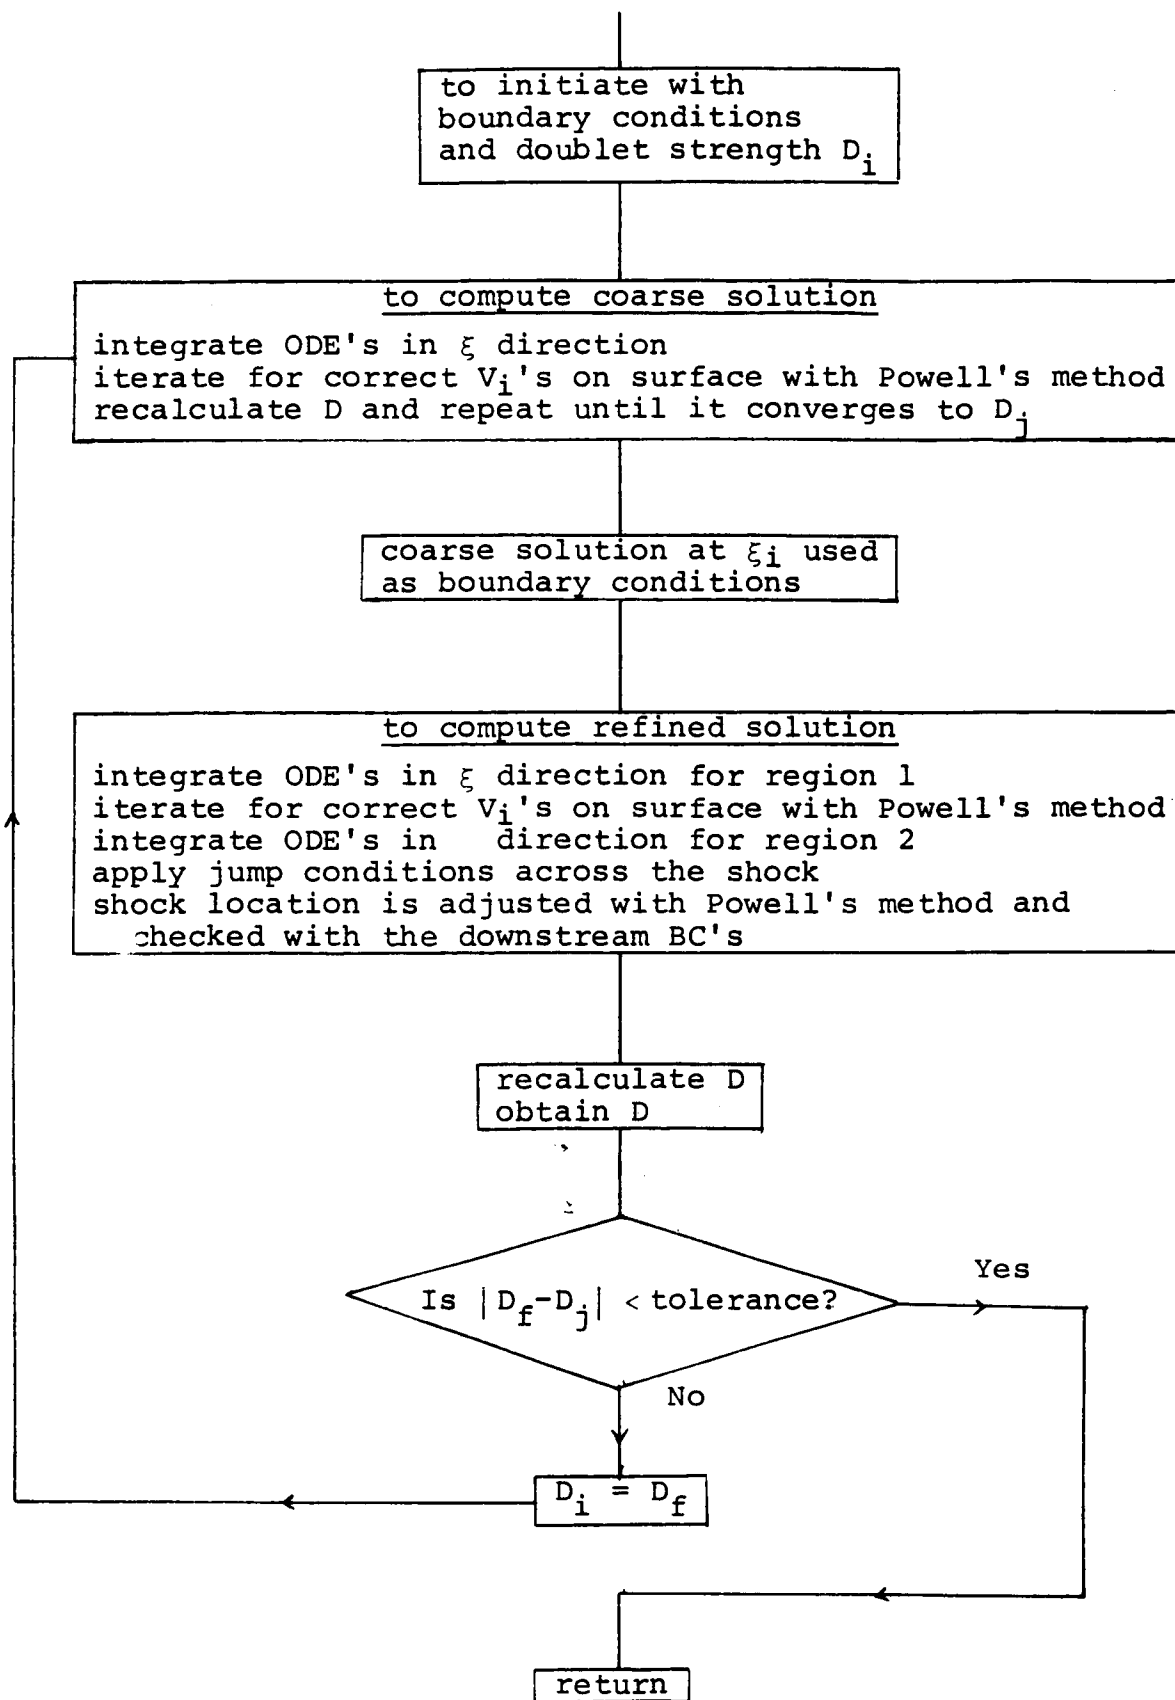 to initiate with
boundary conditions
and doublet strength D_i
to compute coarse solution
integrate ODE's in ξ direction
iterate for correct V_i's on surface with Powell's method
recalculate D and repeat until it converges to D_j
coarse solution at ξ_i used
as boundary conditions
to compute refined solution
integrate ODE's in ξ direction for region 1
iterate for correct V_i's on surface with Powell's method
integrate ODE's in direction for region 2
apply jump conditions across the shock
shock location is adjusted with Powell's method and
checked with the downstream BC's
recalculate D
obtain D
Is |D_f-D_j| < tolerance?
Yes
No
D_i = D_f
return